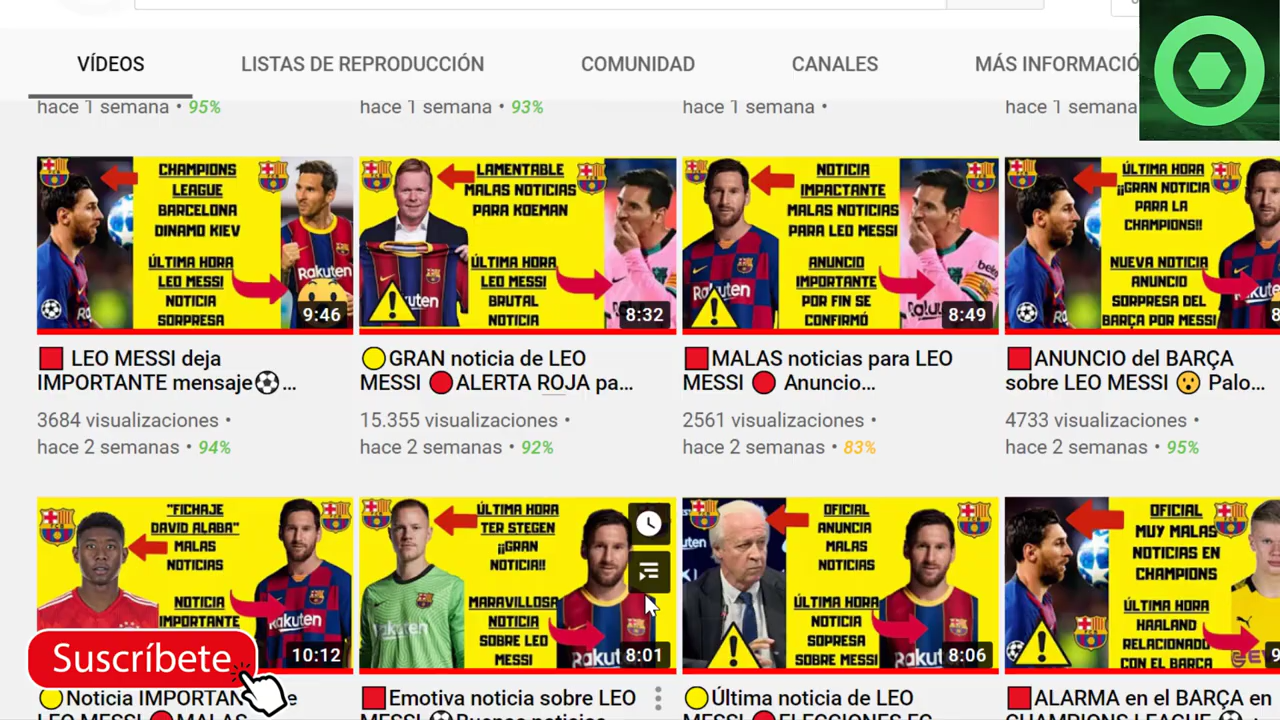 VÍDEOS LISTAS DE REPRODUCCIÓN COMUNIDAD CANALES MÁS INFORMACIÓ
hace 1 semana • 95%
hace 1 semana • 93%
hace 1 semana •
hace 1 semana
CHAMPIONS
LEAGUE
BARCELONA
DINAMO KIEV
ÚLTIMA HORA
LEO MESSI
NOTICIA
SORPRESA
Rakuten
9:46
LAMENTABLE
MALAS NOTICIAS
PARA KOEMAN
ÚLTIMA HORA
LEO MESSI
BRUTAL
NOTICIA
8:32
NOTICIA
IMPACTANTE
MALAS NOTICIAS
PARA LEO MESSI
ANUNCIO
IMPORTANTE
POR FIN SE
CONFIRMÓ
Rakuten
8:49
ÚLTIMA HORA
¡¡GRAN NOTICIA
PARA LA
CHAMPIONS!!
NUEVA NOTICIA
ANUNCIO
SORPRESA DEL
BARÇA POR MESSI
8
🟥 LEO MESSI deja
IMPORTANTE mensaje⚽...
3684 visualizaciones •
hace 2 semanas • 94%
🟡GRAN noticia de LEO
MESSI 🔴ALERTA ROJA pa...
15.355 visualizaciones •
hace 2 semanas • 92%
🟥MALAS noticias para LEO
MESSI 🔴 Anuncio...
2561 visualizaciones •
hace 2 semanas • 83%
🟥ANUNCIO del BARÇA
sobre LEO MESSI 😮 Palo...
4733 visualizaciones •
hace 2 semanas • 95%
"FICHAJE
DAVID ALABA"
MALAS
NOTICIAS
NOTICIA
IMPORTANTE
Rakuten
10:12
ÚLTIMA HORA
TER STEGEN
¡¡GRAN
NOTICIA!!
MARAVILLOSA
NOTICIA
SOBRE LEO
MESSI
8:01
OFICIAL
ANUNCIA
MALAS
NOTICIAS
ÚLTIMA HORA
NOTICIA
SOPRESA
SOBRE MESSI
8:06
OFICIAL
MUY MALAS
NOTICIAS EN
CHAMPIONS
ÚLTIMA HORA
HAALAND
RELACIONADO
CON EL BARÇA
9
Suscríbete
🟡Noticia IMPORTAN
🟥Emotiva noticia sobre LEO
🟡Última noticia de LEO
🟥ALARMA en el BARÇA en